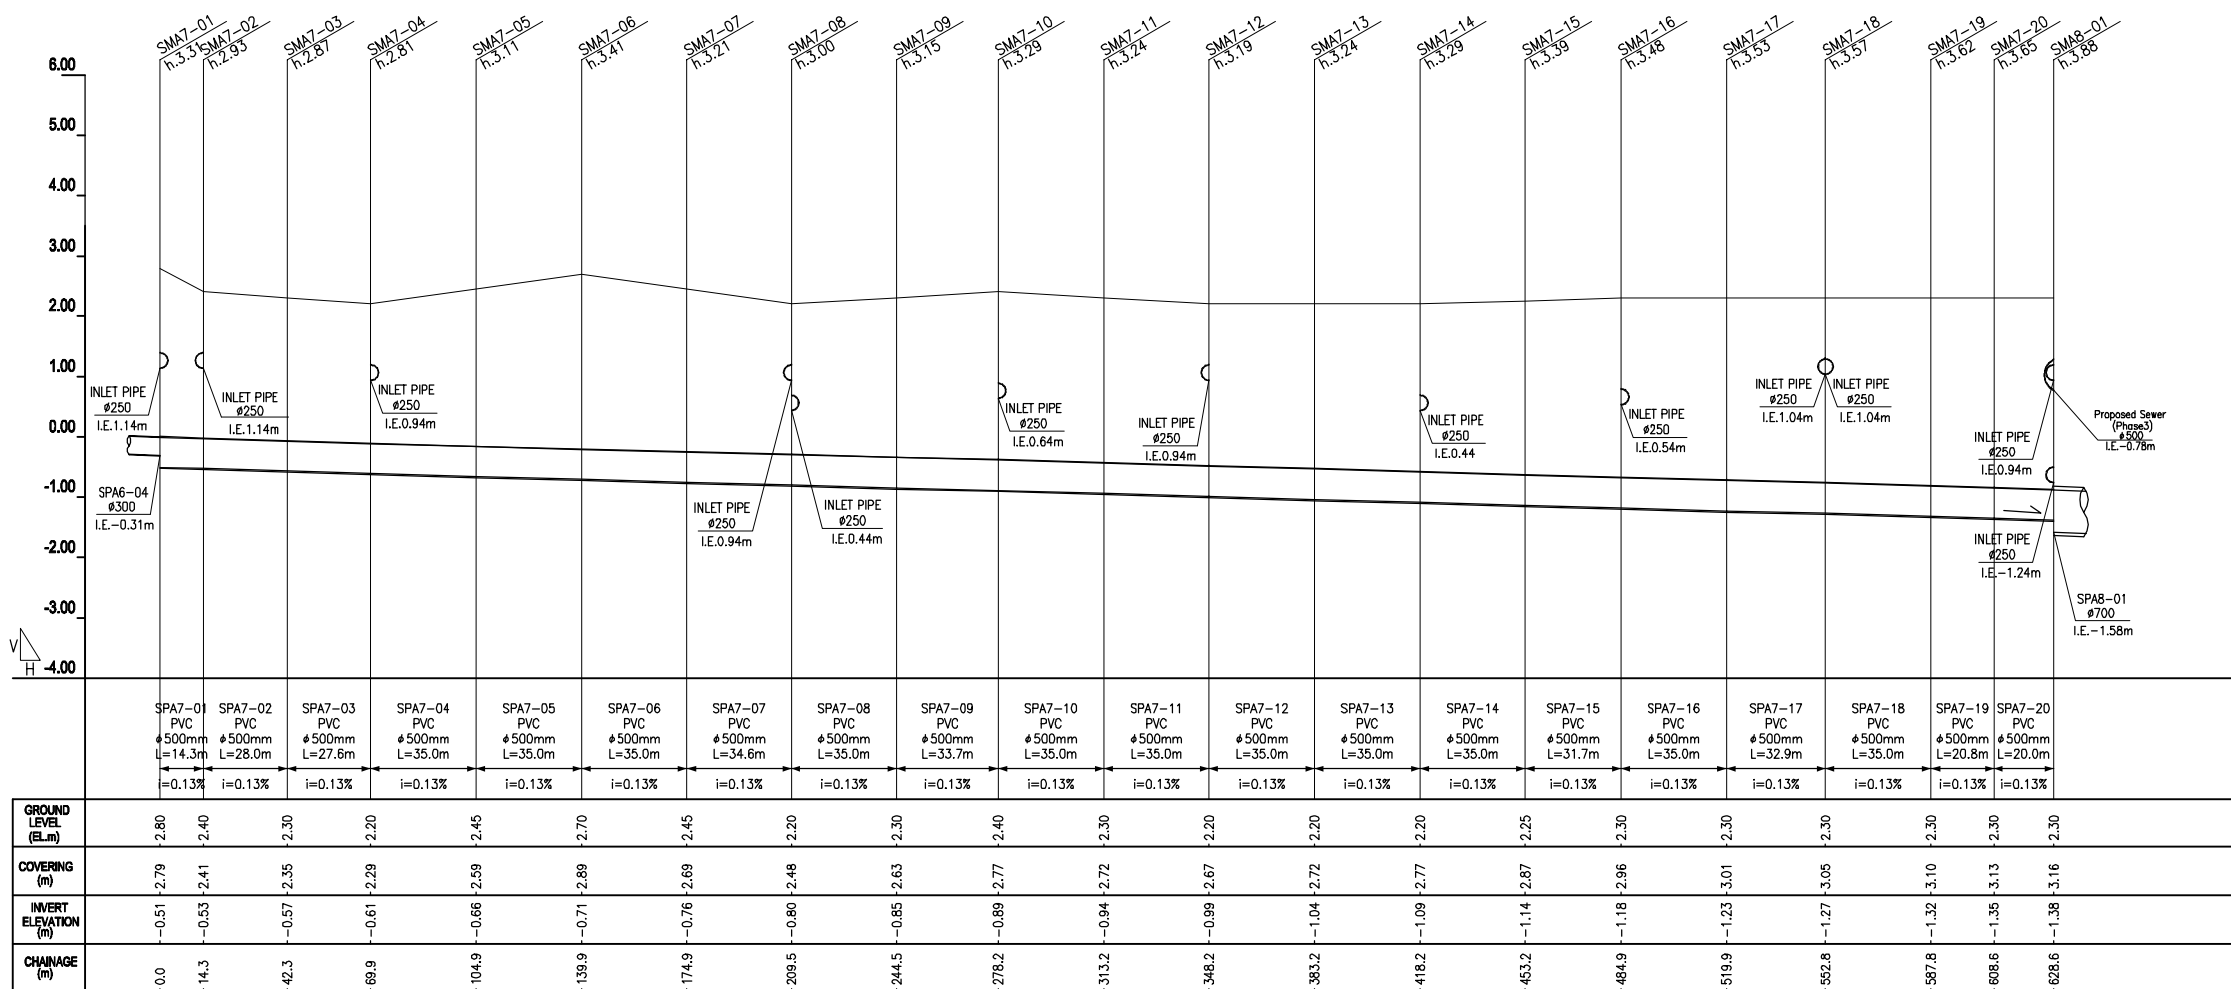 SMA7-01
h.3.31
SMA7-02
h.2.93
SMA7-03
h.2.87
SMA7-04
h.2.81
SMA7-05
h.3.11
SMA7-06
h.3.41
SMA7-07
h.3.21
SMA7-08
h.3.00
SMA7-09
h.3.15
SMA7-10
h.3.29
SMA7-11
h.3.24
SMA7-12
h.3.19
SMA7-13
h.3.24
SMA7-14
h.3.29
SMA7-15
h.3.39
SMA7-16
h.3.48
SMA7-17
h.3.53
SMA7-18
h.3.57
SMA7-19
h.3.62
SMA7-20
h.3.65
SMA8-01
h.3.88
6.00
5.00
4.00
3.00
2.00
1.00
0.00
-1.00
-2.00
-3.00
-4.00
V
H
INLET PIPE
ø250
I.E.1.14m
INLET PIPE
ø250
I.E.1.14m
INLET PIPE
ø250
I.E.0.94m
SPA6-04
ø300
I.E.-0.31m
INLET PIPE
ø250
I.E.0.94m
INLET PIPE
ø250
I.E.0.44m
INLET PIPE
ø250
I.E.0.64m
INLET PIPE
ø250
I.E.0.94m
INLET PIPE
ø250
I.E.0.44
INLET PIPE
ø250
I.E.0.54m
INLET PIPE
ø250
I.E.1.04m
INLET PIPE
ø250
I.E.1.04m
INLET PIPE
ø250
I.E.0.94m
Proposed Sewer
(Phase3)
ø500
I.E.-0.78m
INLET PIPE
ø250
I.E.-1.24m
SPA8-01
ø700
I.E.-1.58m
SPA7-01
PVC
ø500mm
L=14.3m
i=0.13%
SPA7-02
PVC
ø500mm
L=28.0m
i=0.13%
SPA7-03
PVC
ø500mm
L=27.6m
i=0.13%
SPA7-04
PVC
ø500mm
L=35.0m
i=0.13%
SPA7-05
PVC
ø500mm
L=35.0m
i=0.13%
SPA7-06
PVC
ø500mm
L=35.0m
i=0.13%
SPA7-07
PVC
ø500mm
L=34.6m
i=0.13%
SPA7-08
PVC
ø500mm
L=35.0m
i=0.13%
SPA7-09
PVC
ø500mm
L=33.7m
i=0.13%
SPA7-10
PVC
ø500mm
L=35.0m
i=0.13%
SPA7-11
PVC
ø500mm
L=35.0m
i=0.13%
SPA7-12
PVC
ø500mm
L=35.0m
i=0.13%
SPA7-13
PVC
ø500mm
L=35.0m
i=0.13%
SPA7-14
PVC
ø500mm
L=35.0m
i=0.13%
SPA7-15
PVC
ø500mm
L=31.7m
i=0.13%
SPA7-16
PVC
ø500mm
L=35.0m
i=0.13%
SPA7-17
PVC
ø500mm
L=32.9m
i=0.13%
SPA7-18
PVC
ø500mm
L=35.0m
i=0.13%
SPA7-19
PVC
ø500mm
L=20.8m
i=0.13%
SPA7-20
PVC
ø500mm
L=20.0m
i=0.13%
GROUND
LEVEL
(EL.m)
2.80 2.40 2.30 2.20 2.45 2.70 2.45 2.20 2.30 2.40 2.30 2.20 2.20 2.20 2.25 2.30 2.30 2.30 2.30 2.30 2.30
COVERING
(m)
2.79 2.41 2.35 2.29 2.59 2.89 2.69 2.48 2.63 2.77 2.72 2.67 2.72 2.77 2.87 2.96 3.01 3.05 3.10 3.13 3.16
INVERT
ELEVATION
(m)
-0.51 -0.53 -0.57 -0.61 -0.66 -0.71 -0.76 -0.80 -0.85 -0.89 -0.94 -0.99 -1.04 -1.09 -1.14 -1.18 -1.23 -1.27 -1.32 -1.35 -1.38
CHAINAGE
(m)
0.0 14.3 42.3 69.9 104.9 139.9 174.9 209.5 244.5 278.2 313.2 348.2 383.2 418.2 453.2 484.9 519.9 552.8 587.8 608.6 628.6